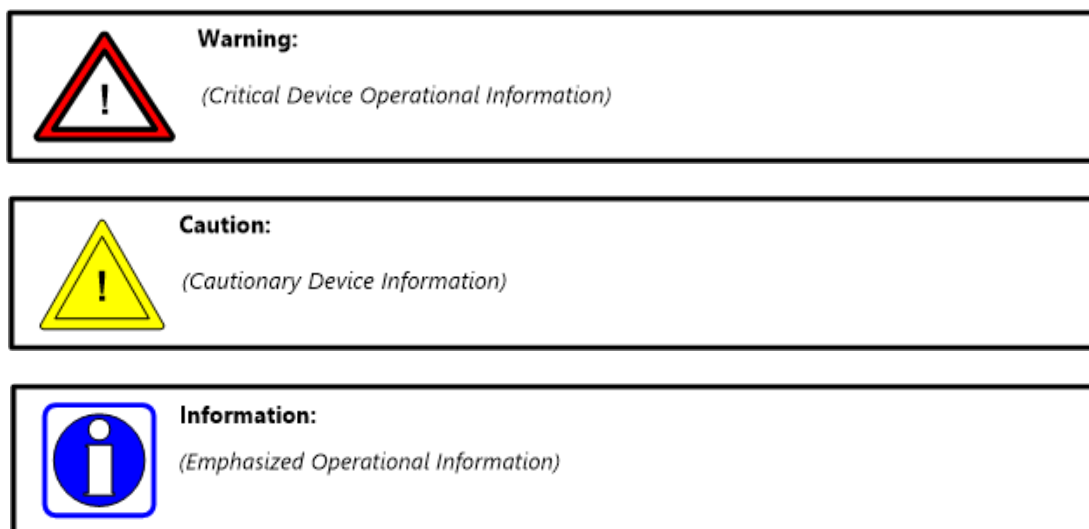 Warning:
!
(Critical Device Operational Information)
Caution:
!
(Cautionary Device Information)
Information:
i
(Emphasized Operational Information)